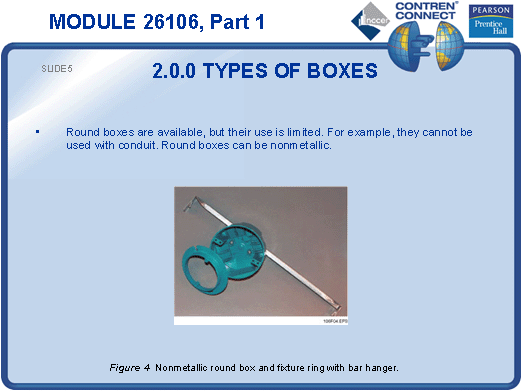 MODULE 26106, Part 1
nccer
CONTREN®
CONNECT
PEARSON
Prentice
Hall
SLIDE 5
2.0.0 TYPES OF BOXES
• Round boxes are available, but their use is limited. For example, they cannot be
used with conduit. Round boxes can be nonmetallic.
106F04.EPS
Figure 4 Nonmetallic round box and fixture ring with bar hanger.